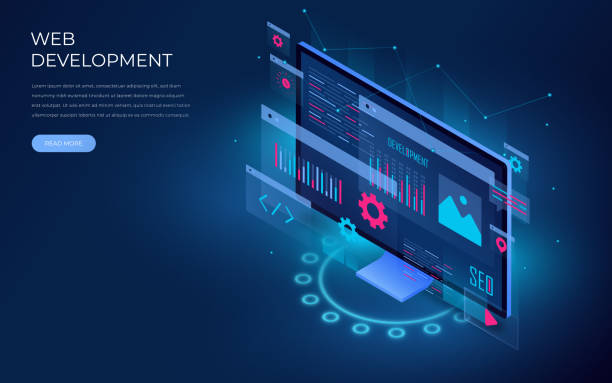 WEB
DEVELOPMENT
Lorem ipsum dolor sit amet, consectetuer adipiscing elit,
sed diam nonummy nibh euismod tincidunt ut
laoreet dolore magna aliquam erat volutpat. Ut wisi
enim ad minim veniam, quis nostrud exerci tation
ullamcorper suscipit lobortis nisl ut aliquip ex ea
READ MORE
DEVELOPMENT
</>
SEO